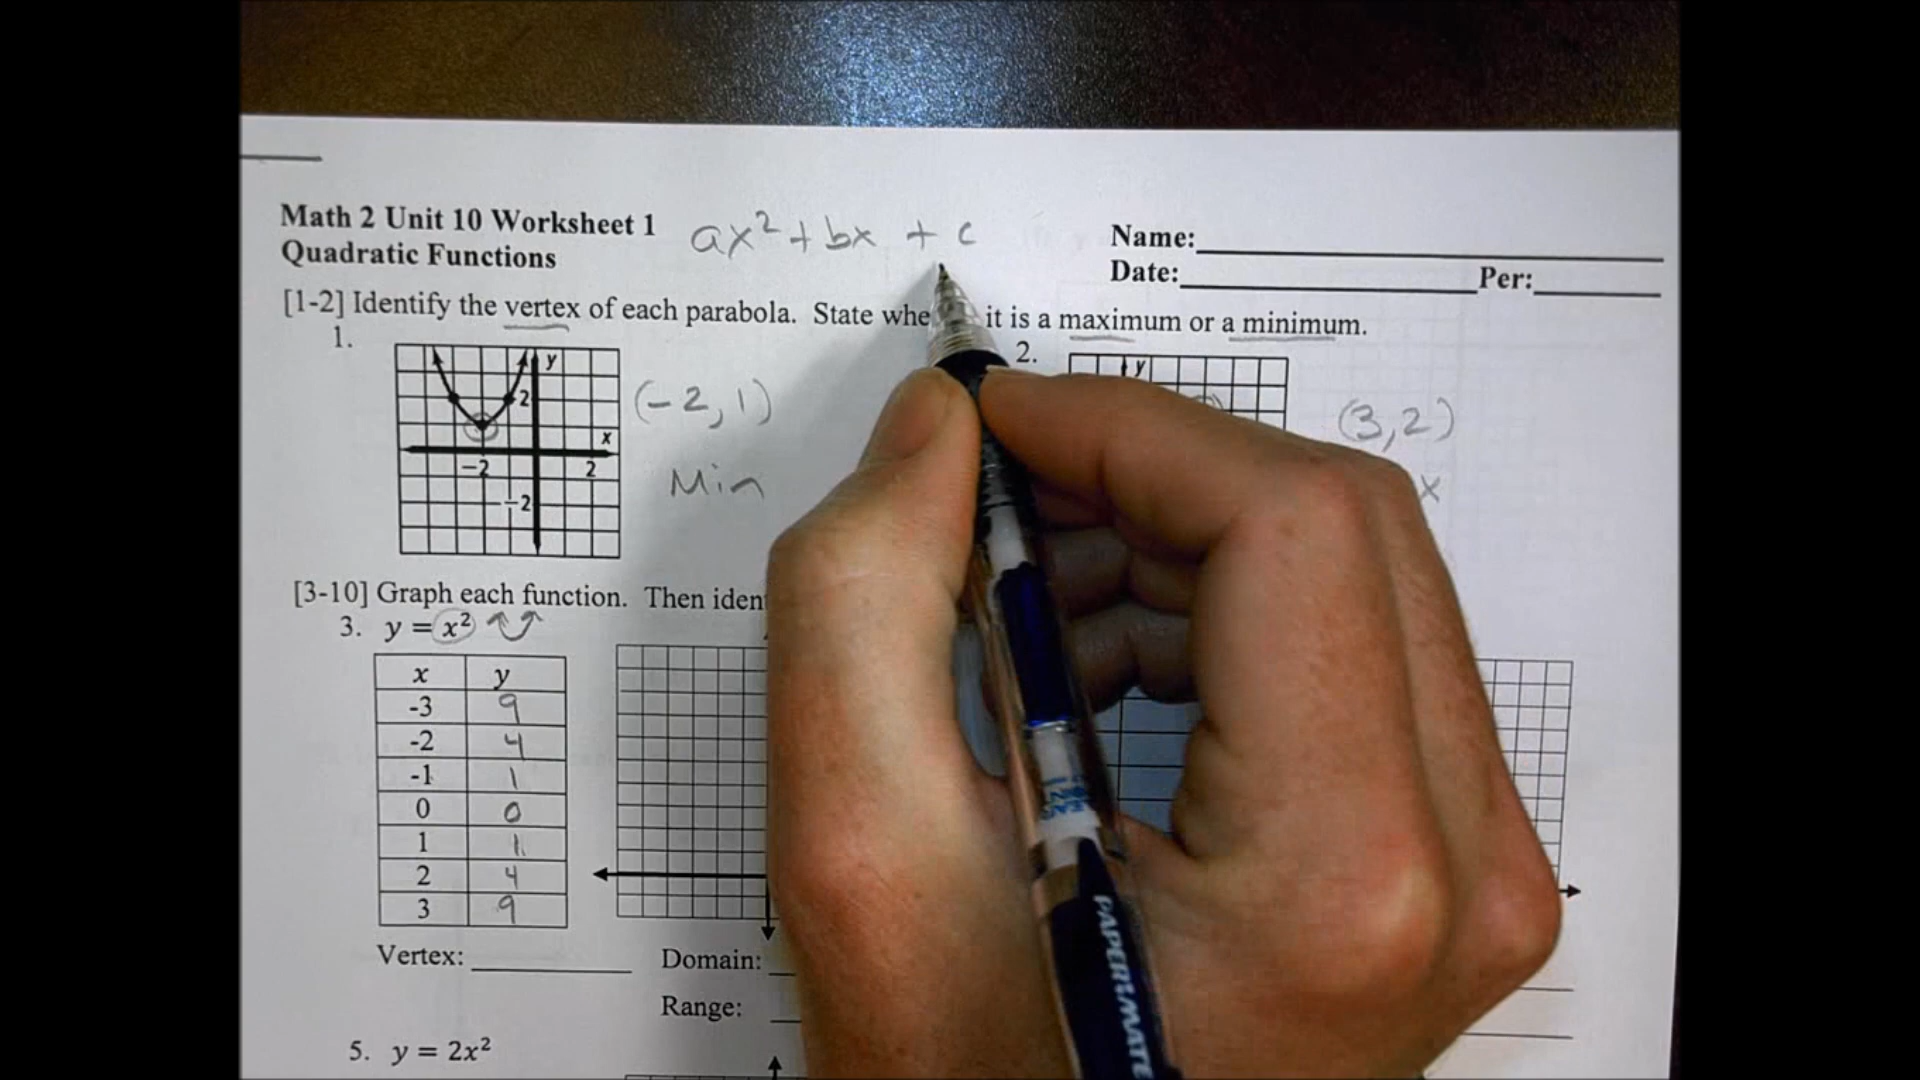 Math 2 Unit 10 Worksheet 1
Quadratic Functions
ax² + bx + c
Name:
Date: Per:
[1-2] Identify the vertex of each parabola. State it is a maximum or a minimum.
1.
y
2
x
-2 2
-2
(-2, 1)
Min
2.
y
(3,2)
x
[3-10] Graph each function. Then
3. y = x²
x y
-3 9
-2 4
-1 1
0 0
1 1
2 4
3 9
Vertex:
Domain:
Range:
5. y = 2x²
PAPERMATE